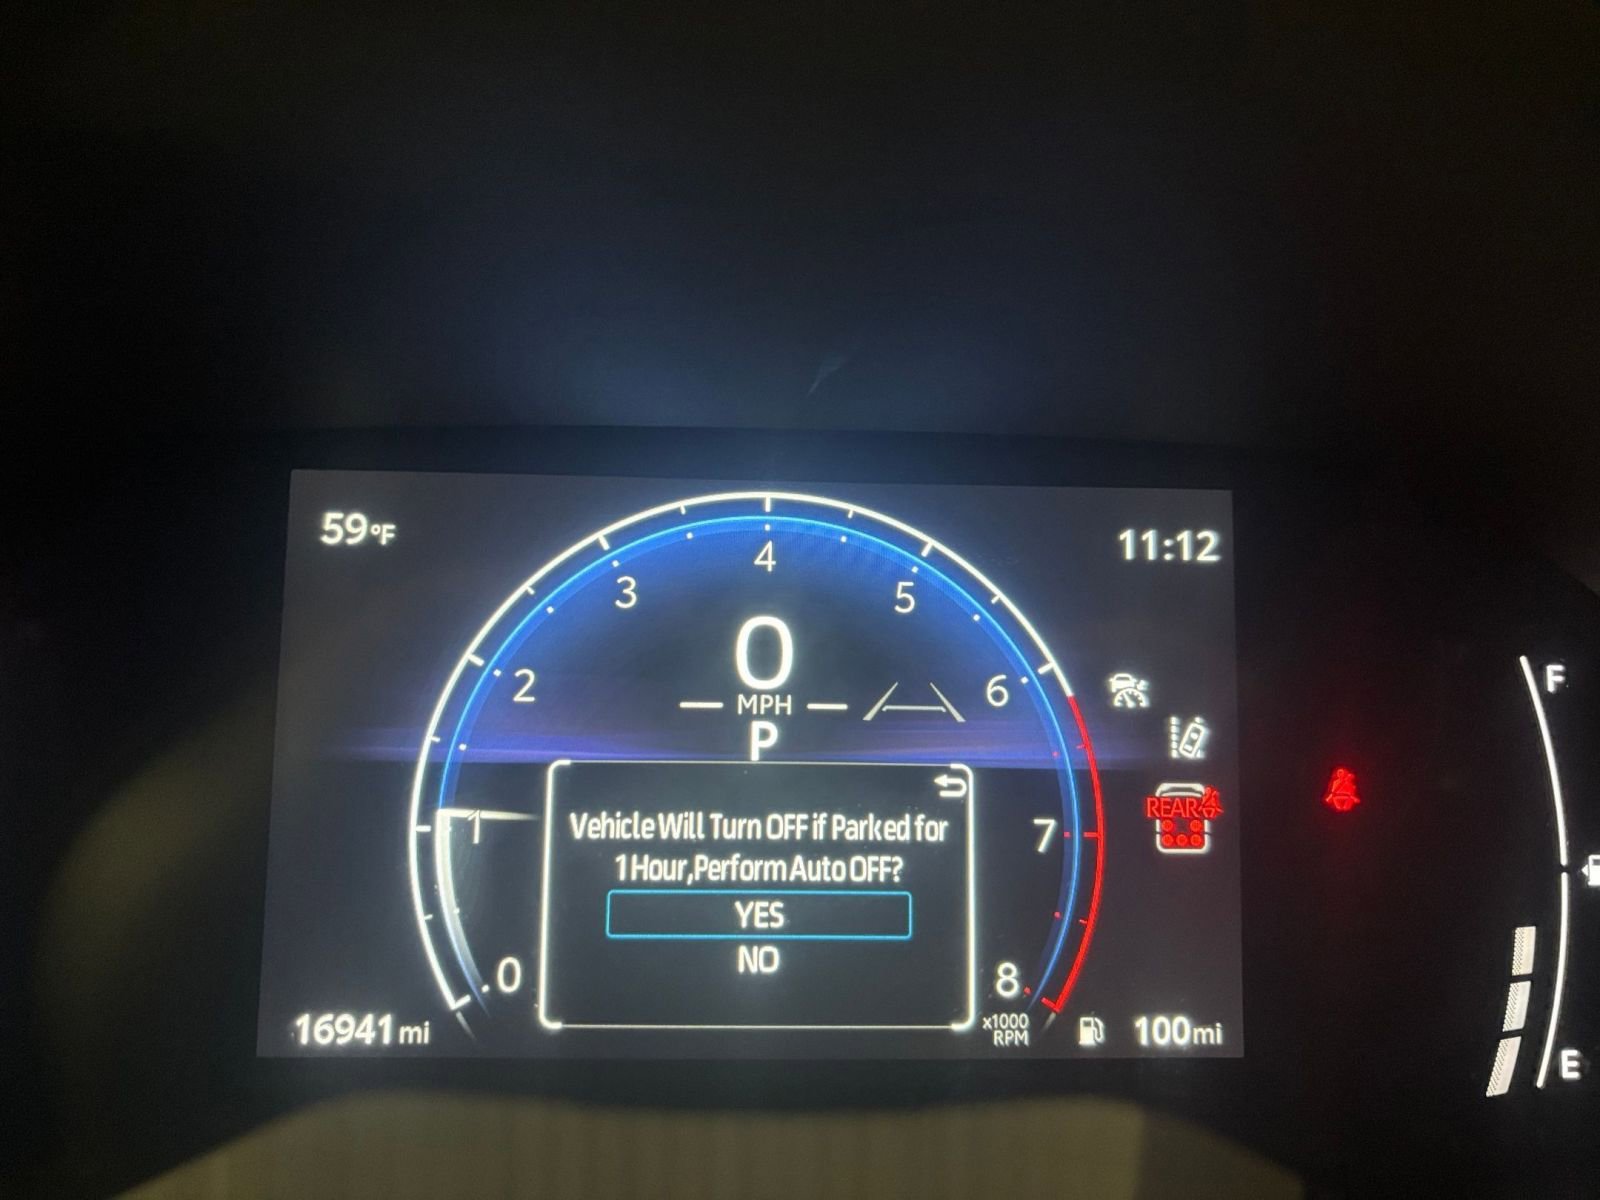 59°F
11:12
4
3
5
0
2
6
MPH
P
F
REAR
Vehicle Will Turn OFF if Parked for
1
7
1 Hour,Perform Auto OFF?
YES
NO
0
8
16941 mi
x1000
RPM
100mi
E